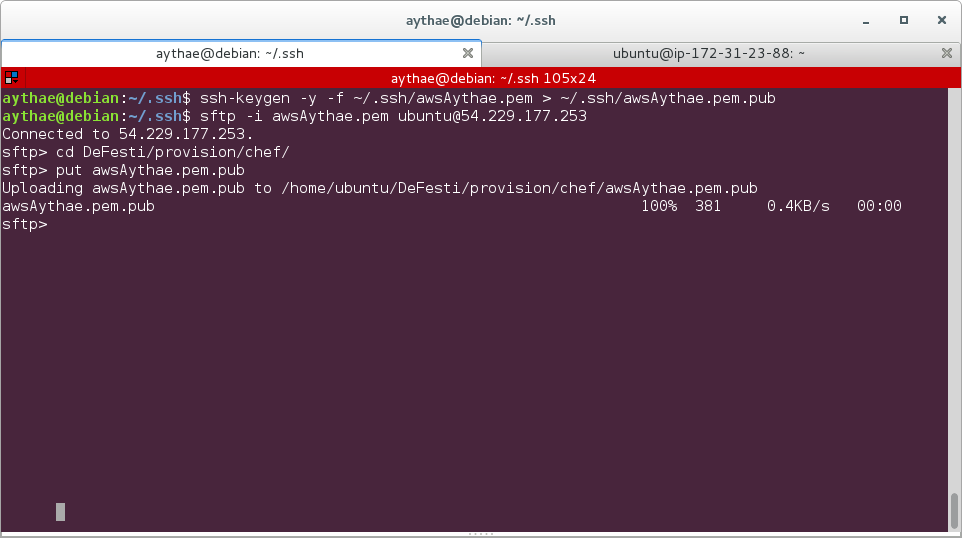 aythae@debian: ~/.ssh
aythae@debian: ~/.ssh
ubuntu@ip-172-31-23-88: ~
aythae@debian: ~/.ssh 105x24
aythae@debian:~/.ssh$ ssh-keygen -y -f ~/.ssh/awsAythae.pem > ~/.ssh/awsAythae.pem.pub
aythae@debian:~/.ssh$ sftp -i awsAythae.pem ubuntu@54.229.177.253
Connected to 54.229.177.253.
sftp> cd DeFesti/provision/chef/
sftp> put awsAythae.pem.pub
Uploading awsAythae.pem.pub to /home/ubuntu/DeFesti/provision/chef/awsAythae.pem.pub
awsAythae.pem.pub 100% 381 0.4KB/s 00:00
sftp>